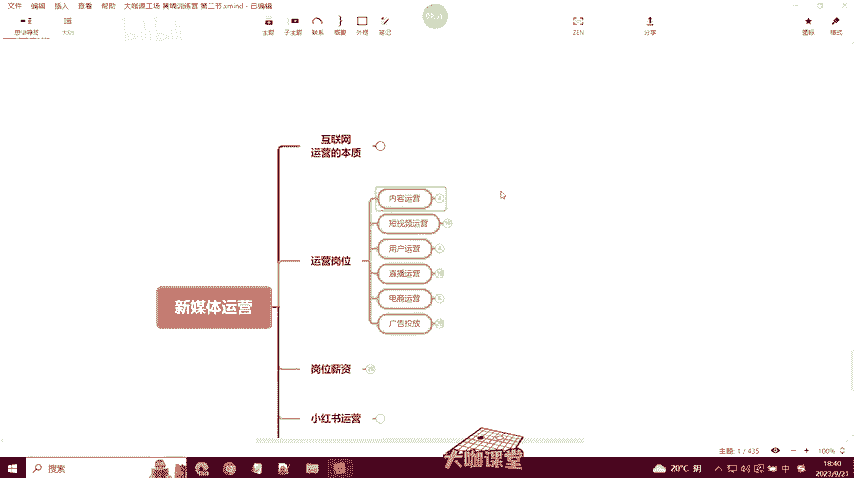 文件 编辑 插入 查看 帮助 大咖源工场 训练营 第二节.xmind - 已编辑
思维导图 大纲 主题 子主题 联系 概要 外框 笔记 ZEN 分享 图标 格式
bilibili
互联网
运营的本质
内容运营
短视频运营
用户运营
运营岗位
直播运营
电商运营
广告投放
新媒体运营
岗位薪资
小红书运营
大咖课堂
主题: 1 / 435 100%
搜索 20°C 阴 中 18:40
2023/9/21